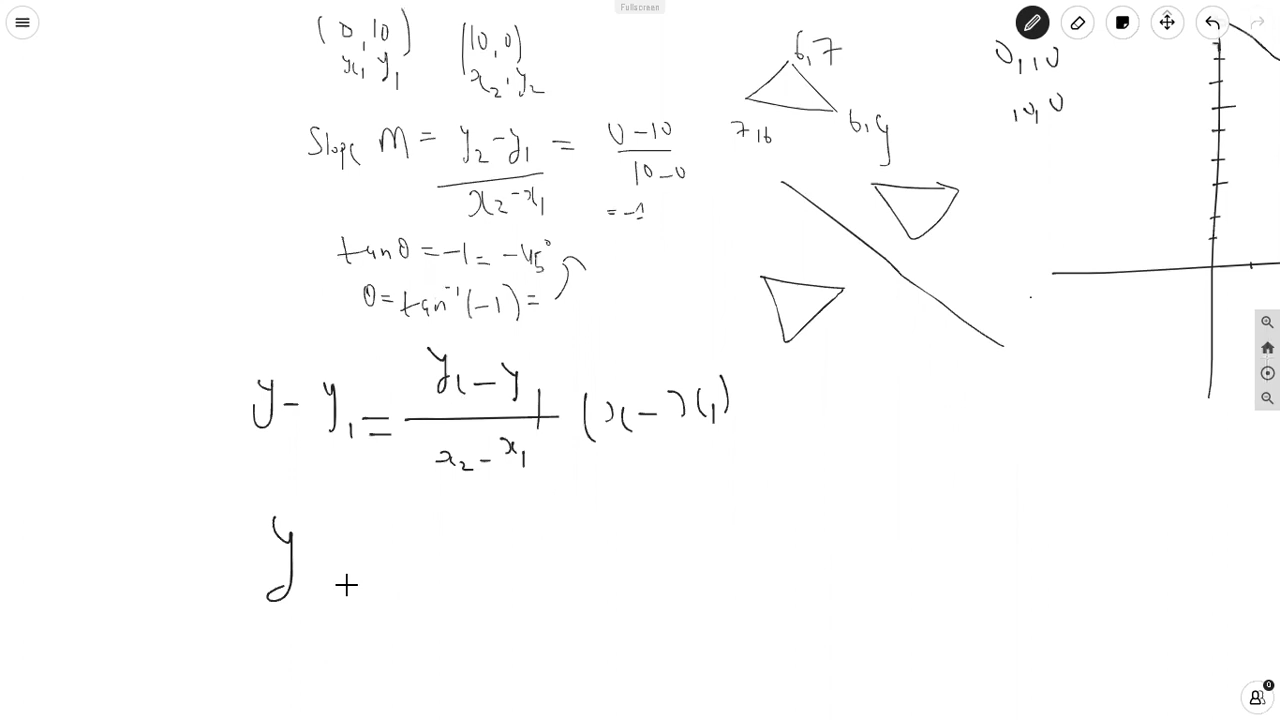 Fullscreen
(0,10) (10,0)
x1 y1 x2, y2
Slope m = y2-y1 / x2-x1 = 0-10 / 10-0
= -1
tanθ = -1 = -45°
θ = tan⁻¹(-1) =
6,7
7,6
6,9
0,10
10,0
y - y1 = y2 - y1 / x2 - x1 (x - x1)
y
0